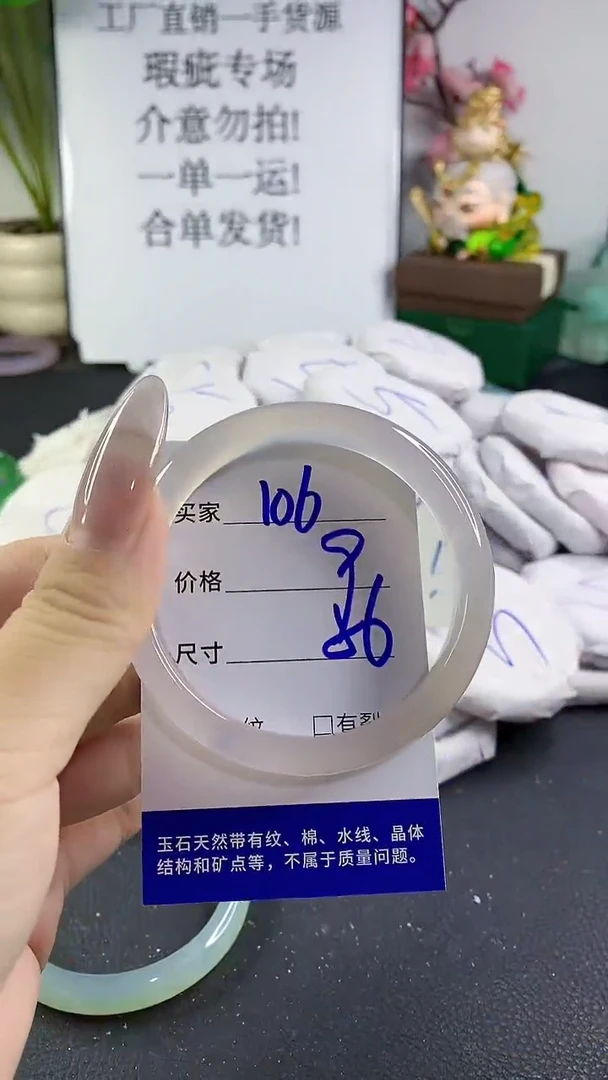 工厂直销一手货源
瑕疵专场
介意勿拍!
一单一运!
合单发货!
买家 106
价格
尺寸 56
纹 □有裂
玉石天然带有纹、棉、水线、晶体
结构和矿点等，不属于质量问题。